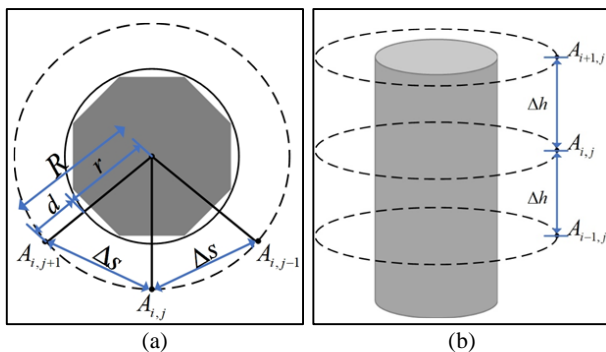 R
r
d
A_{i,j+1}
Δs
Δs
A_{i,j-1}
A_{i,j}
(a)
A_{i+1,j}
Δh
A_{i,j}
Δh
A_{i-1,j}
(b)